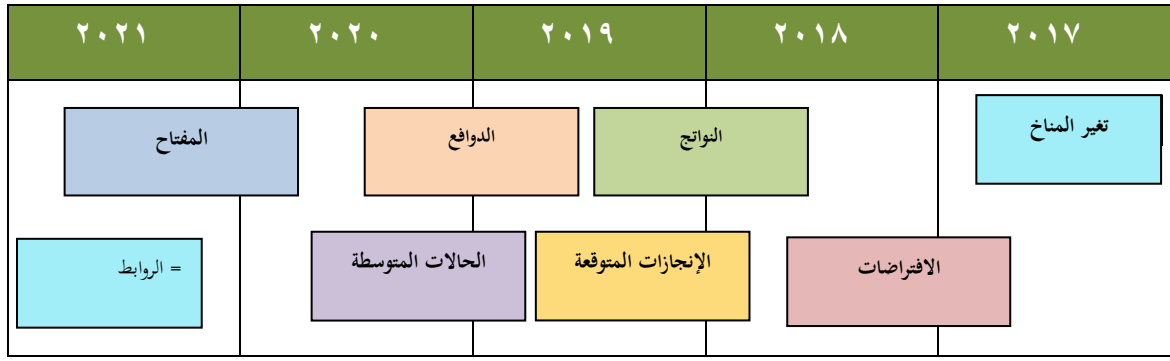 ٢٠١٧ ٢٠١٨ ٢٠١٩ ٢٠٢٠ ٢٠٢١
تغير المناخ
النواتج
الدوافع
المفتاح
الافتراضات
الإنجازات المتوقعة
الحالات المتوسطة
= الروابط